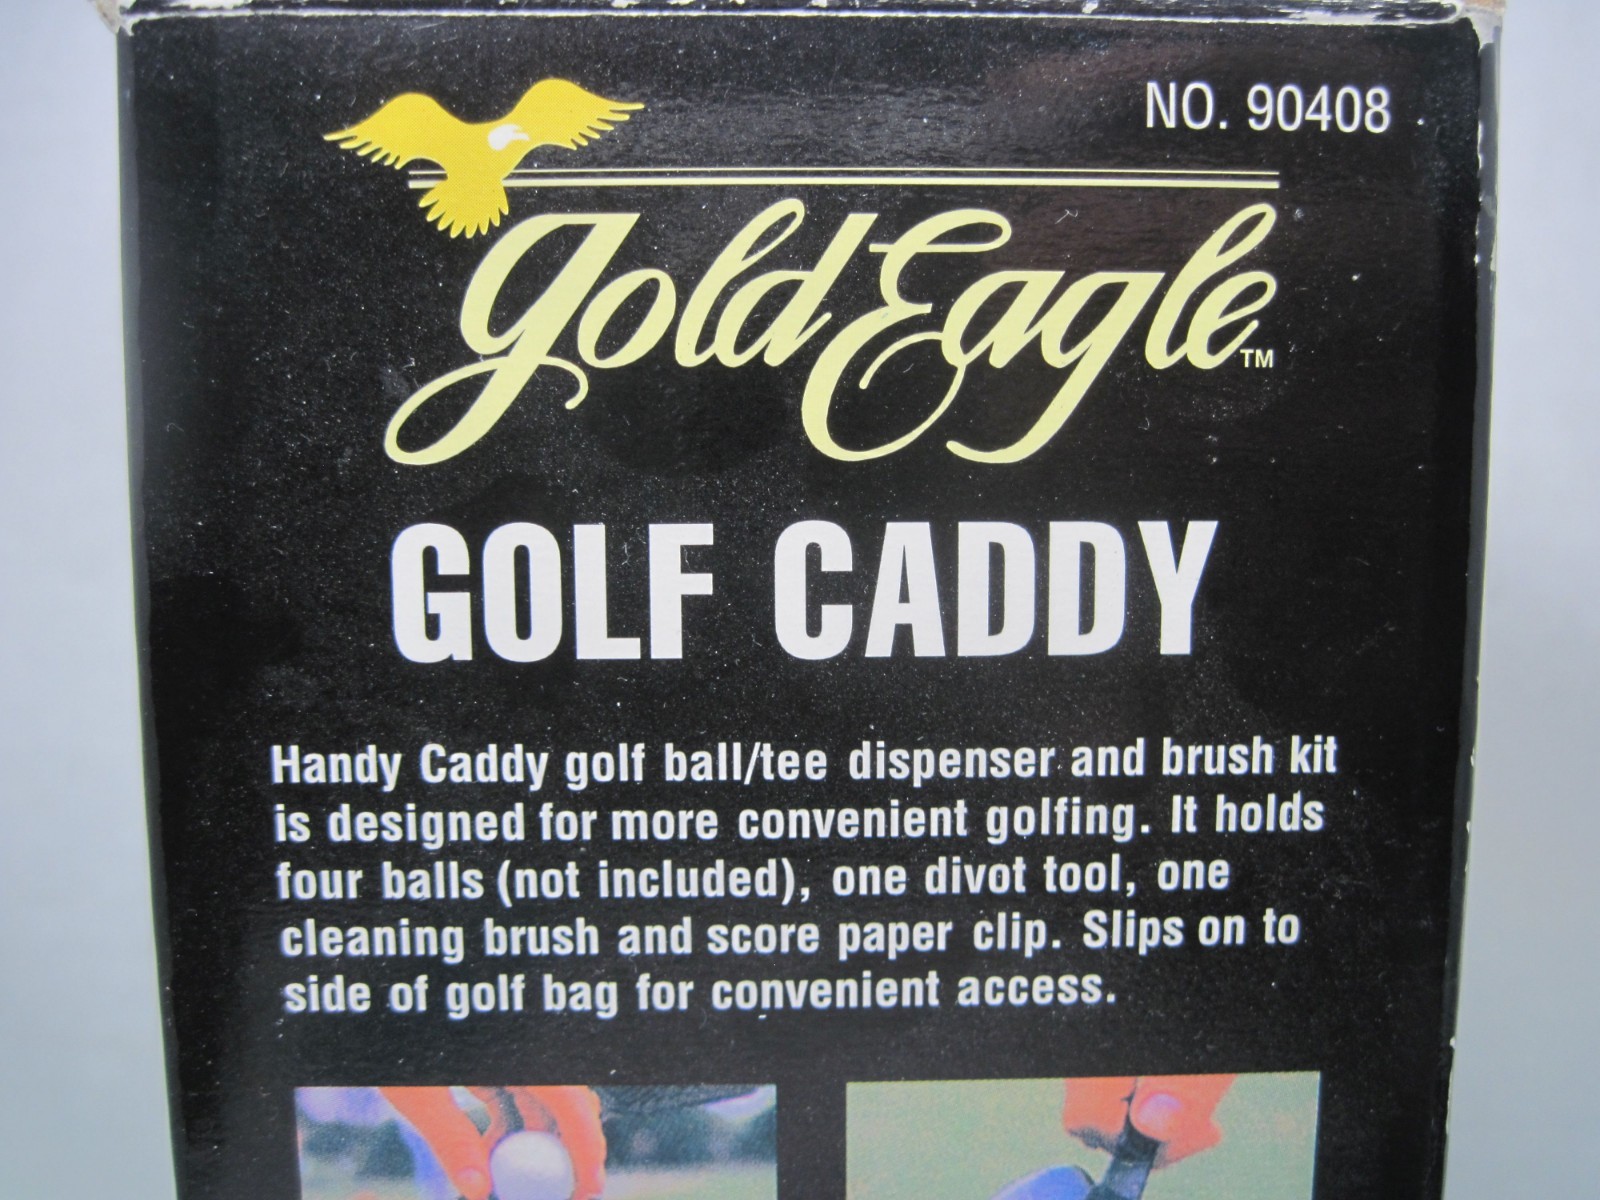 NO. 90408
Gold Eagle™
GOLF CADDY
Handy Caddy golf ball/tee dispenser and brush kit
is designed for more convenient golfing. It holds
four balls (not included), one divot tool, one
cleaning brush and score paper clip. Slips on to
side of golf bag for convenient access.